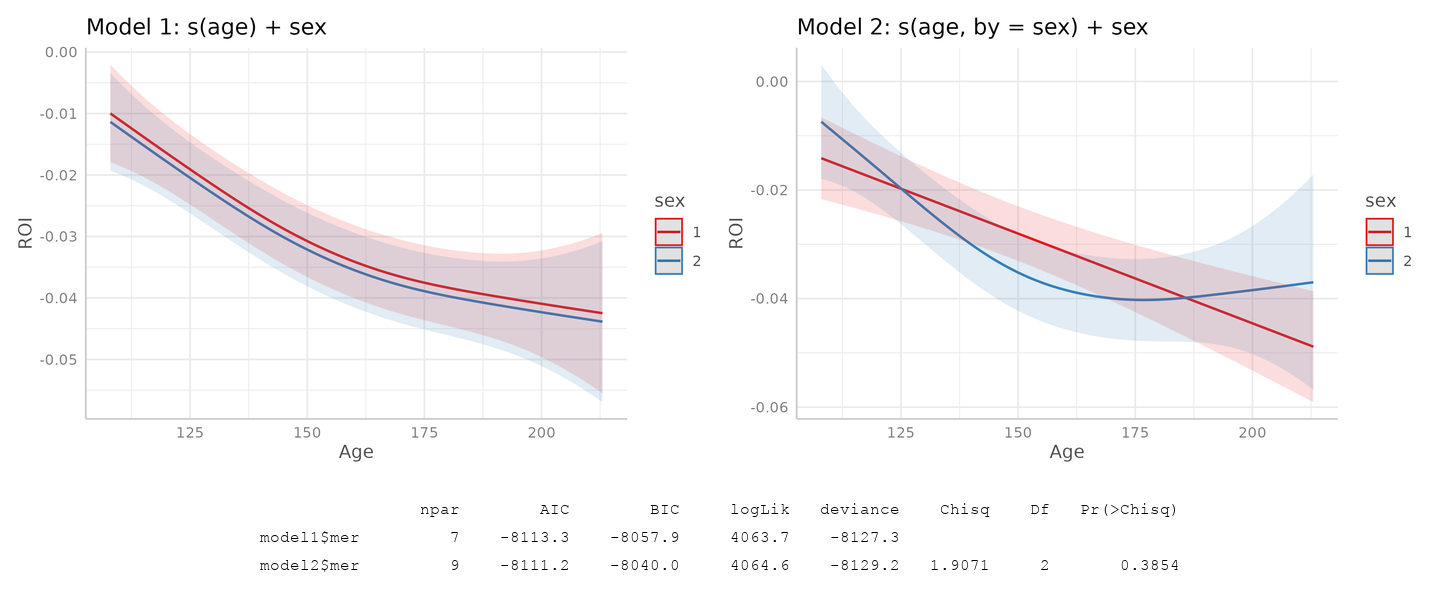 Model 1: s(age) + sex
0.00
-0.01
-0.02
-0.03
-0.04
-0.05
ROI
125 150 175 200
Age
sex
1
2
Model 2: s(age, by = sex) + sex
0.00
-0.02
-0.04
-0.06
ROI
125 150 175 200
Age
sex
1
2
npar AIC BIC logLik deviance Chisq Df Pr(>Chisq)
model1$mer 7 -8113.3 -8057.9 4063.7 -8127.3
model2$mer 9 -8111.2 -8040.0 4064.6 -8129.2 1.9071 2 0.3854